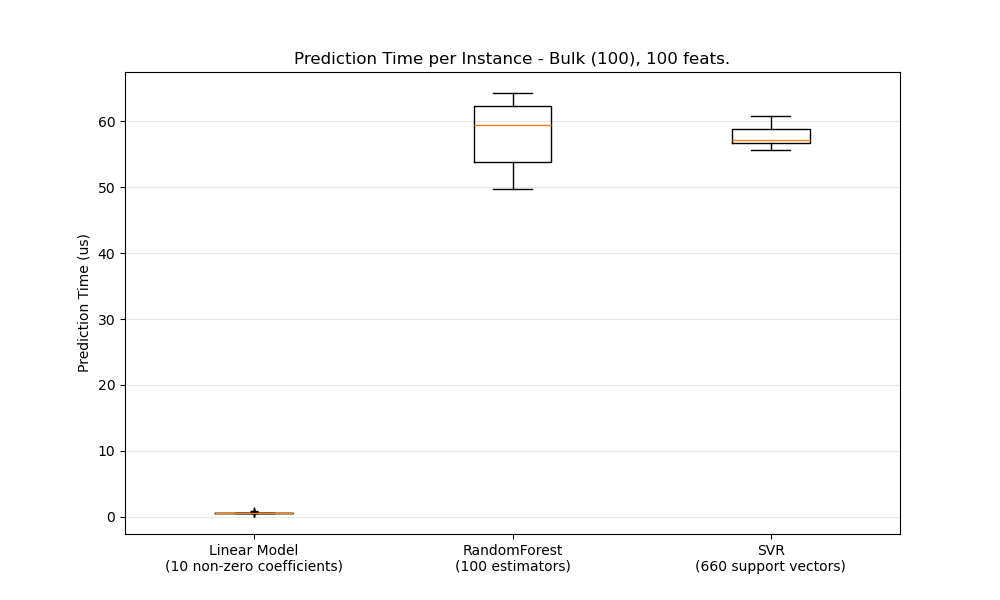 Prediction Time per Instance - Bulk (100), 100 feats.
Prediction Time (us)
60
50
40
30
20
10
0
Linear Model
(10 non-zero coefficients)
RandomForest
(100 estimators)
SVR
(660 support vectors)